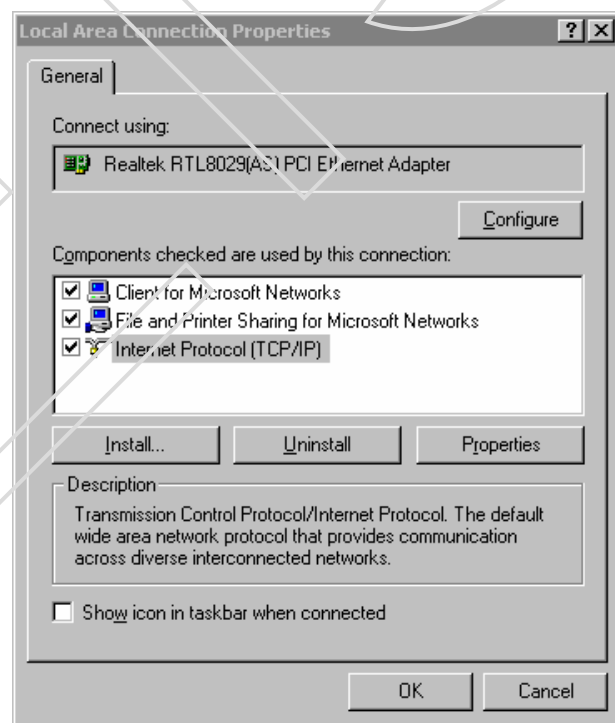 Local Area Connection Properties
General
Connect using:
Realtek RTL8029(AS) PCI Ethernet Adapter
Configure
Components checked are used by this connection:
Client for Microsoft Networks
File and Printer Sharing for Microsoft Networks
Internet Protocol (TCP/IP)
Install...
Uninstall
Properties
Description
Transmission Control Protocol/Internet Protocol. The default
wide area network protocol that provides communication
across diverse interconnected networks.
Show icon in taskbar when connected
OK
Cancel